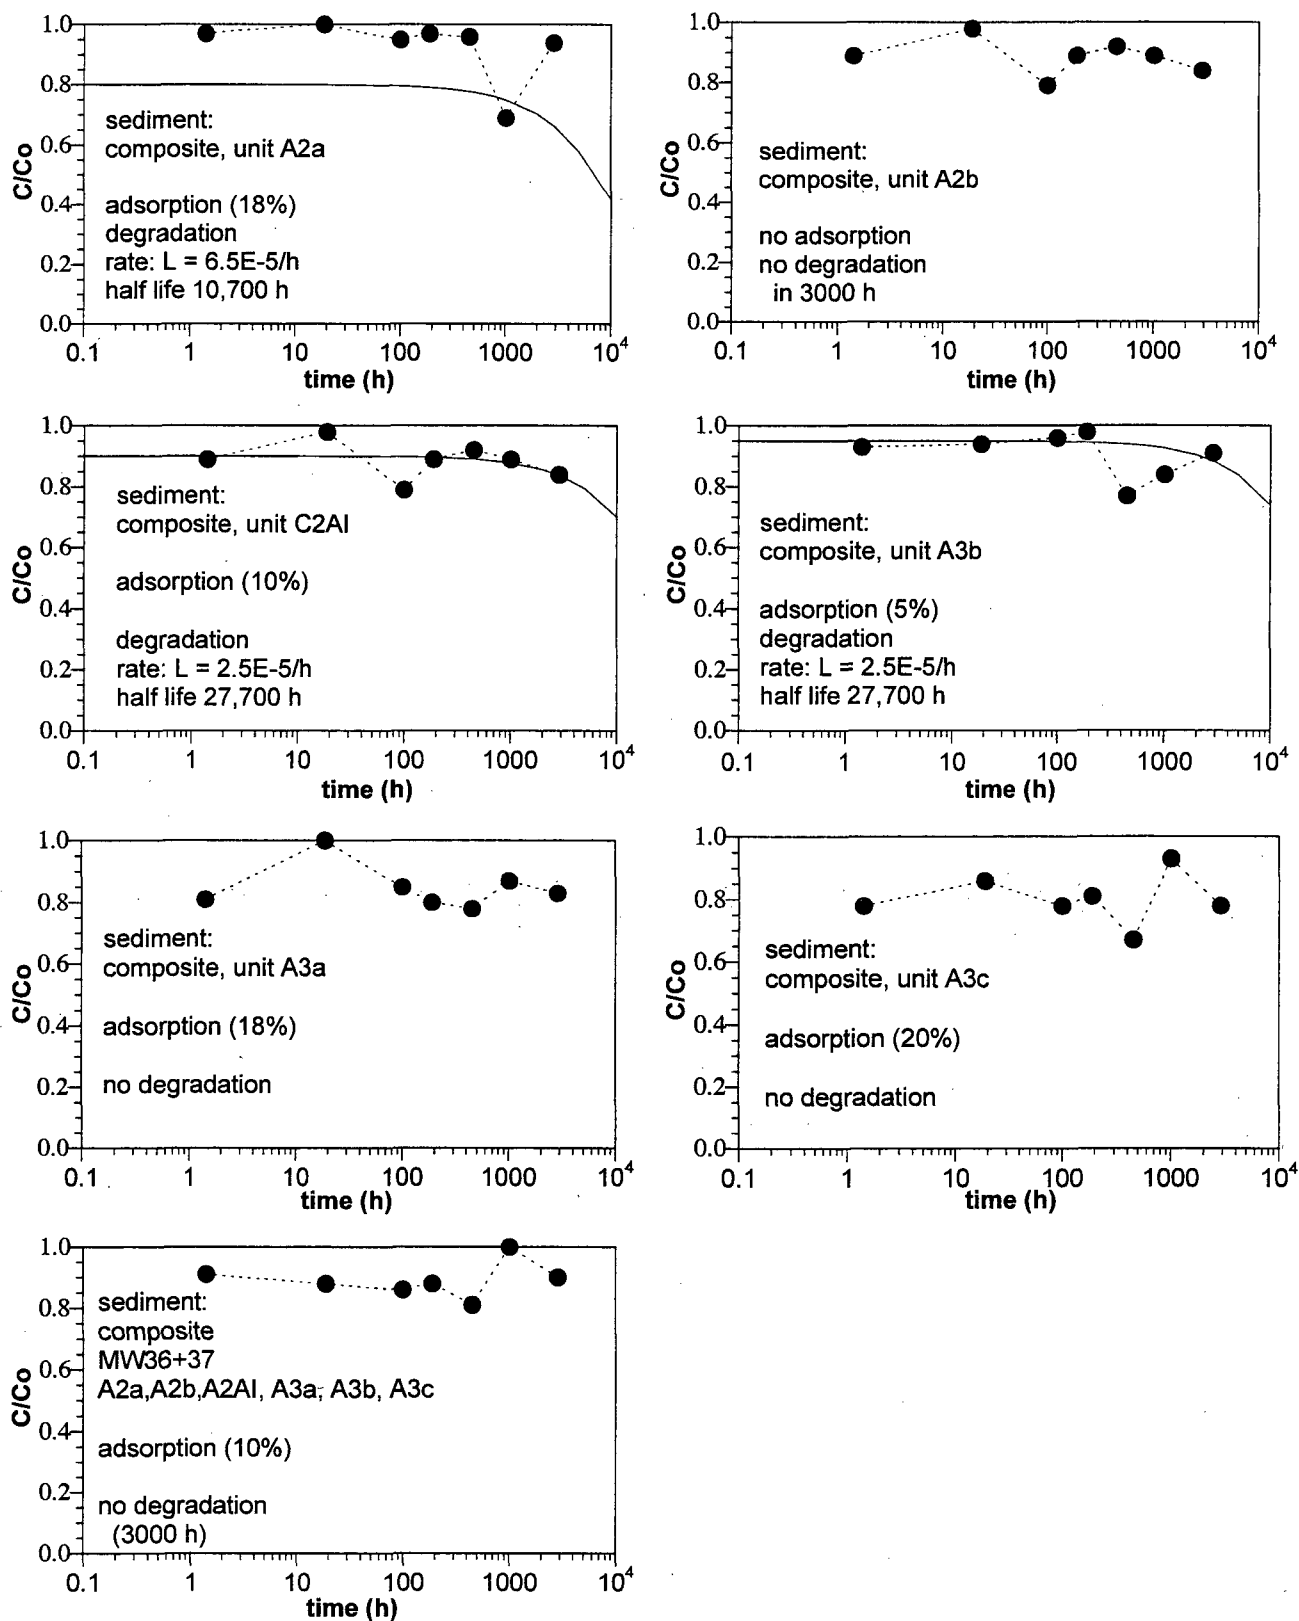 1.0
0.8
0.6
0.4
0.2
0.0
C/Co
sediment:
composite, unit A2a
adsorption (18%)
degradation
rate: L = 6.5E-5/h
half life 10,700 h
0.1 1 10 100 1000 10^4
time (h)
1.0
0.8
0.6
0.4
0.2
0.0
C/Co
sediment:
composite, unit A2b
no adsorption
no degradation
in 3000 h
0.1 1 10 100 1000 10^4
time (h)
1.0
0.8
0.6
0.4
0.2
0.0
C/Co
sediment:
composite, unit C2Al
adsorption (10%)
degradation
rate: L = 2.5E-5/h
half life 27,700 h
0.1 1 10 100 1000 10^4
time (h)
1.0
0.8
0.6
0.4
0.2
0.0
C/Co
sediment:
composite, unit A3b
adsorption (5%)
degradation
rate: L = 2.5E-5/h
half life 27,700 h
0.1 1 10 100 1000 10^4
time (h)
1.0
0.8
0.6
0.4
0.2
0.0
C/Co
sediment:
composite, unit A3a
adsorption (18%)
no degradation
0.1 1 10 100 1000 10^4
time (h)
1.0
0.8
0.6
0.4
0.2
0.0
C/Co
sediment:
composite, unit A3c
adsorption (20%)
no degradation
0.1 1 10 100 1000 10^4
time (h)
1.0
0.8
0.6
0.4
0.2
0.0
C/Co
sediment:
composite
MW36+37
A2a,A2b,A2Al, A3a, A3b, A3c
adsorption (10%)
no degradation
(3000 h)
0.1 1 10 100 1000 10^4
time (h)